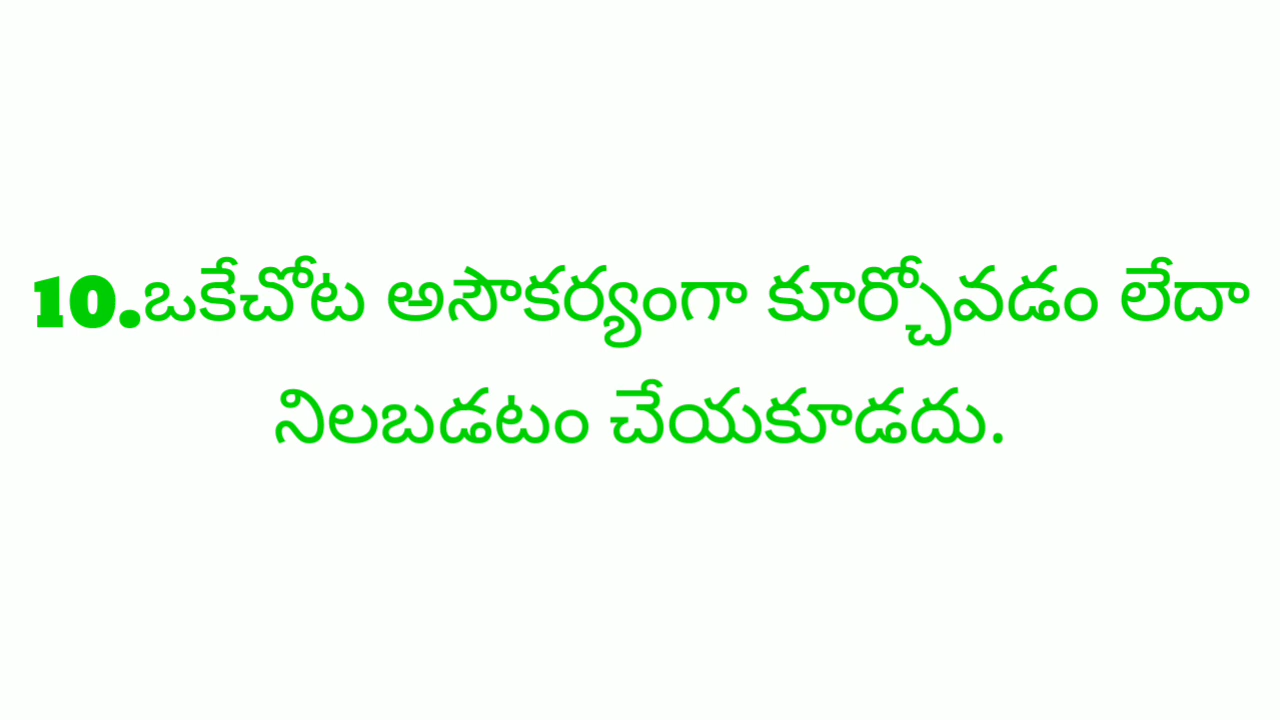 10.ఒకేచోట అసౌకర్యంగా కూర్చోవడం లేదా
నిలబడటం చేయకూడదు.